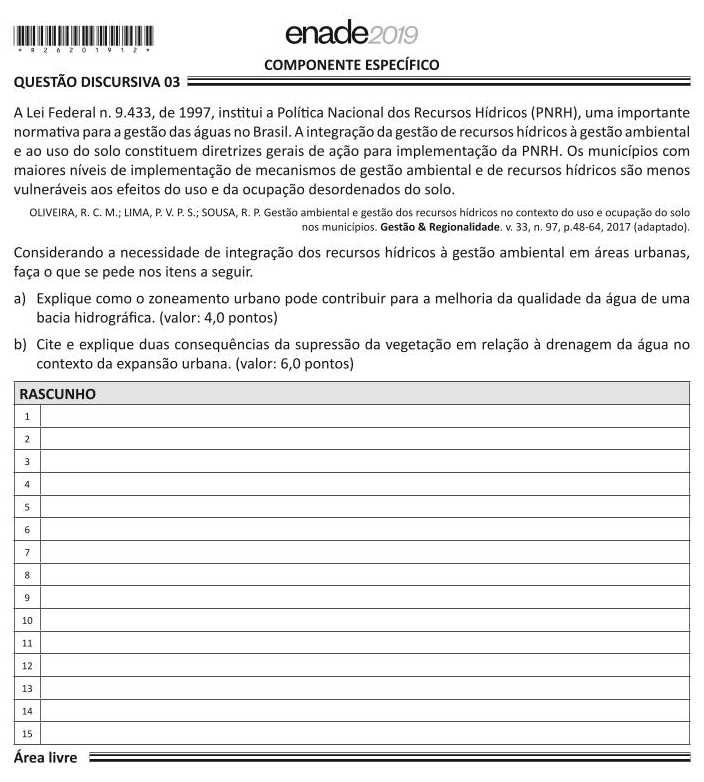 enade2019
*R2620191912*
COMPONENTE ESPECÍFICO
QUESTÃO DISCURSIVA 03
A Lei Federal n. 9.433, de 1997, institui a Política Nacional dos Recursos Hídricos (PNRH), uma importante
normativa para a gestão das águas no Brasil. A integração da gestão de recursos hídricos à gestão ambiental
e ao uso do solo constituem diretrizes gerais de ação para implementação da PNRH. Os municípios com
maiores níveis de implementação de mecanismos de gestão ambiental e de recursos hídricos são menos
vulneráveis aos efeitos do uso e da ocupação desordenados do solo.
OLIVEIRA, R. C. M.; LIMA, P. V. P. S.; SOUSA, R. P. Gestão ambiental e gestão dos recursos hídricos no contexto do uso e ocupação do solo
nos municípios. Gestão & Regionalidade. v. 33, n. 97, p.48-64, 2017 (adaptado).
Considerando a necessidade de integração dos recursos hídricos à gestão ambiental em áreas urbanas,
faça o que se pede nos itens a seguir.
a) Explique como o zoneamento urbano pode contribuir para a melhoria da qualidade da água de uma
bacia hidrográfica. (valor: 4,0 pontos)
b) Cite e explique duas consequências da supressão da vegetação em relação à drenagem da água no
contexto da expansão urbana. (valor: 6,0 pontos)
RASCUNHO
1
2
3
4
5
6
7
8
9
10
11
12
13
14
15
Área livre